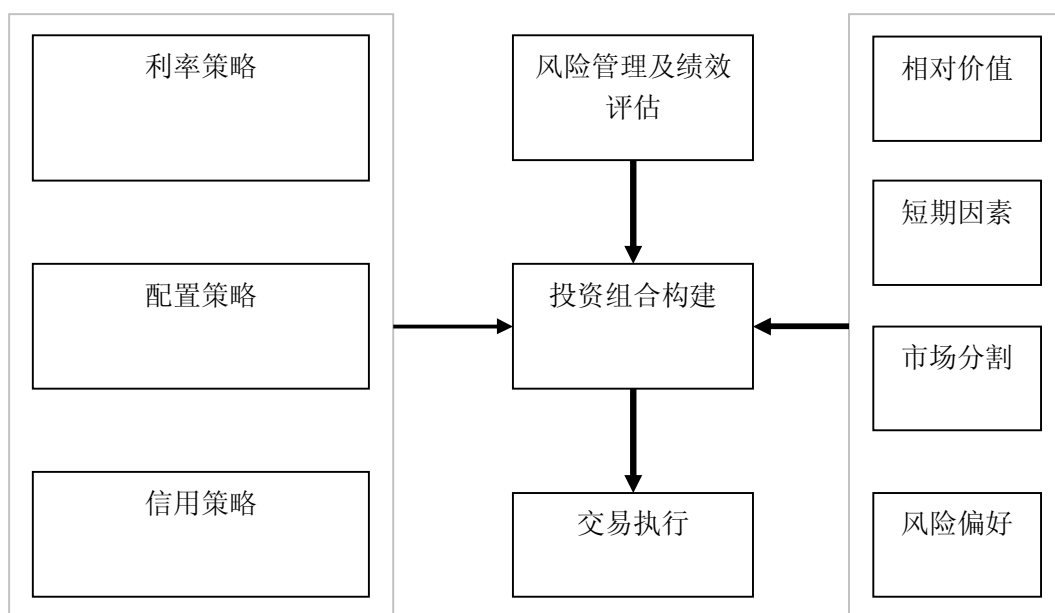 利率策略
配置策略
信用策略
风险管理及绩效
评估
投资组合构建
交易执行
相对价值
短期因素
市场分割
风险偏好